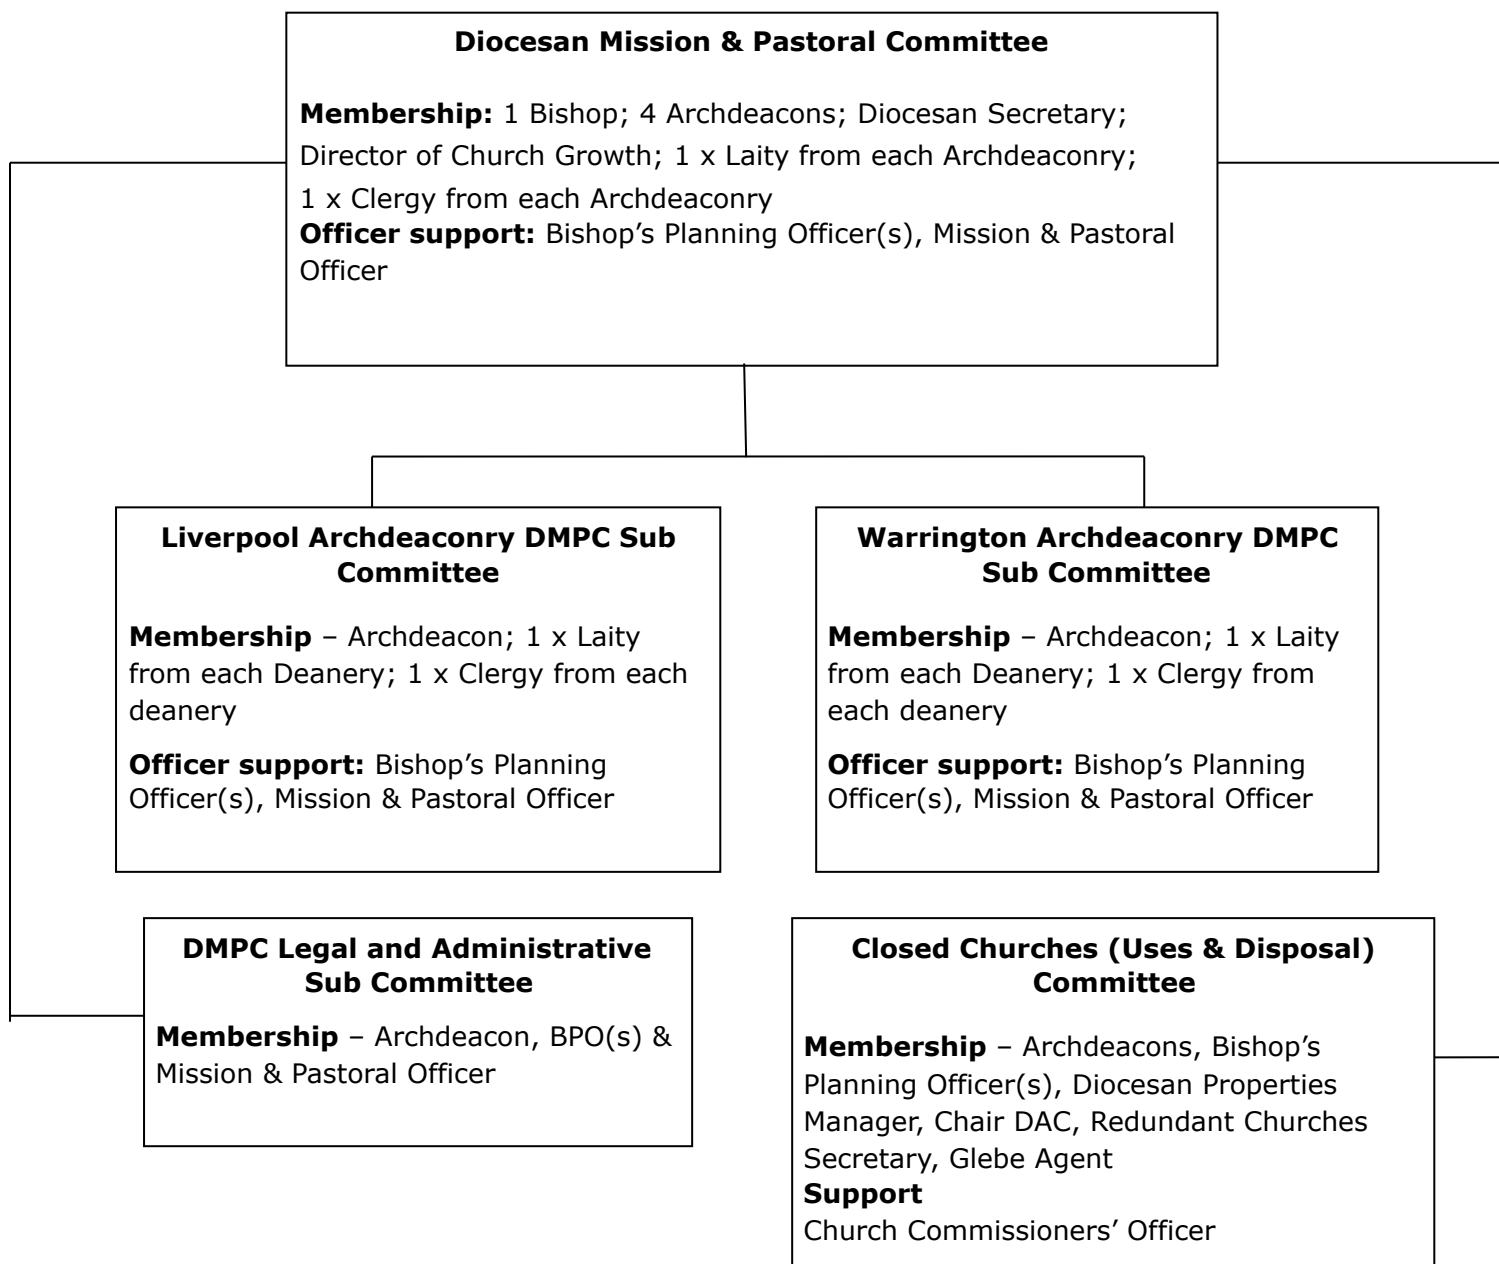 Diocesan Mission & Pastoral Committee
Membership: 1 Bishop; 4 Archdeacons; Diocesan Secretary;
Director of Church Growth; 1 x Laity from each Archdeaconry;
1 x Clergy from each Archdeaconry
Officer support: Bishop’s Planning Officer(s), Mission & Pastoral
Officer
Liverpool Archdeaconry DMPC Sub
Committee
Membership – Archdeacon; 1 x Laity
from each Deanery; 1 x Clergy from each
deanery
Officer support: Bishop’s Planning
Officer(s), Mission & Pastoral Officer
Warrington Archdeaconry DMPC
Sub Committee
Membership – Archdeacon; 1 x Laity
from each Deanery; 1 x Clergy from
each deanery
Officer support: Bishop’s Planning
Officer(s), Mission & Pastoral Officer
DMPC Legal and Administrative
Sub Committee
Membership – Archdeacon, BPO(s) &
Mission & Pastoral Officer
Closed Churches (Uses & Disposal)
Committee
Membership – Archdeacons, Bishop’s
Planning Officer(s), Diocesan Properties
Manager, Chair DAC, Redundant Churches
Secretary, Glebe Agent
Support
Church Commissioners’ Officer